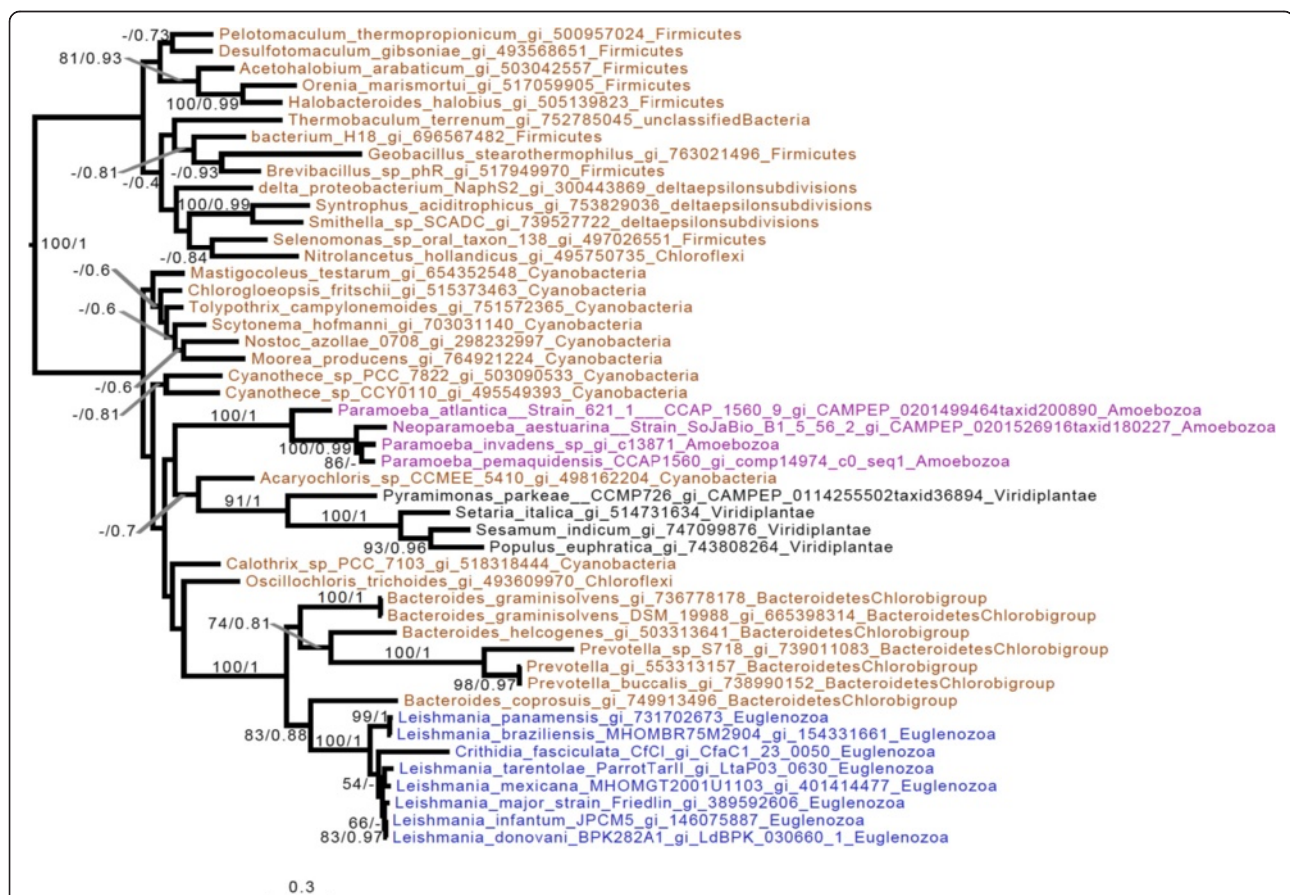 -/0.73
Pelotomaculum_thermopropionicum_gi_500957024_Firmicutes
Desulfotomaculum_gibsoniae_gi_493568651_Firmicutes
81/0.93
Acetohalobium_arabaticum_gi_503042557_Firmicutes
Orenia_marismortui_gi_517059905_Firmicutes
100/0.99
Halobacteroides_halobius_gi_505139823_Firmicutes
Thermobaculum_terrenum_gi_752785045_unclassifiedBacteria
bacterium_H18_gi_696567482_Firmicutes
Geobacillus_stearothermophilus_gi_763021496_Firmicutes
-/0.81
-/0.93
Brevibacillus_sp_phR_gi_517949970_Firmicutes
-/0.4
delta_proteobacterium_NaphS2_gi_300443869_deltaepsilonsubdivisions
100/0.99
Syntrophus_aciditrophicus_gi_753829036_deltaepsilonsubdivisions
Smithella_sp_SCADC_gi_739527722_deltaepsilonsubdivisions
100/1
Selenomonas_sp_oral_taxon_138_gi_497026551_Firmicutes
-/0.84
Nitrolancetus_hollandicus_gi_495750735_Chloroflexi
-/0.6
Mastigocoleus_testarum_gi_654352548_Cyanobacteria
Chlorogloeopsis_fritschii_gi_515373463_Cyanobacteria
-/0.6
Tolypothrix_campylonemoides_gi_751572365_Cyanobacteria
Scytonema_hofmanni_gi_703031140_Cyanobacteria
Nostoc_azollae_0708_gi_298232997_Cyanobacteria
Moorea_producens_gi_764921224_Cyanobacteria
-/0.6
Cyanothece_sp_PCC_7822_gi_503090533_Cyanobacteria
Cyanothece_sp_CCY0110_gi_495549393_Cyanobacteria
-/0.81
100/1
Paramoeba_atlantica__Strain_621_1___CCAP_1560_9_gi_CAMPEP_0201499464taxid200890_Amoebozoa
Neoparamoeba_aestuarina__Strain_SoJaBio_B1_5_56_2_gi_CAMPEP_0201526916taxid180227_Amoebozoa
100/0.99
Paramoeba_invadens_sp_gi_c13871_Amoebozoa
86/-
Paramoeba_pemaquidensis_CCAP1560_gi_comp14974_c0_seq1_Amoebozoa
Acaryochloris_sp_CCMEE_5410_gi_498162204_Cyanobacteria
91/1
Pyramimonas_parkeae__CCMP726_gi_CAMPEP_0114255502taxid36894_Viridiplantae
100/1
Setaria_italica_gi_514731634_Viridiplantae
-/0.7
Sesamum_indicum_gi_747099876_Viridiplantae
93/0.96
Populus_euphratica_gi_743808264_Viridiplantae
Calothrix_sp_PCC_7103_gi_518318444_Cyanobacteria
Oscillochloris_trichoides_gi_493609970_Chloroflexi
100/1
Bacteroides_graminisolvens_gi_736778178_BacteroidetesChlorobigroup
Bacteroides_graminisolvens_DSM_19988_gi_665398314_BacteroidetesChlorobigroup
74/0.81
Bacteroides_helcogenes_gi_503313641_BacteroidetesChlorobigroup
100/1
Prevotella_sp_S718_gi_739011083_BacteroidetesChlorobigroup
100/1
Prevotella_gi_553313157_BacteroidetesChlorobigroup
98/0.97
Prevotella_buccalis_gi_738990152_BacteroidetesChlorobigroup
Bacteroides_coprosuis_gi_749913496_BacteroidetesChlorobigroup
99/1
Leishmania_panamensis_gi_731702673_Euglenozoa
83/0.88
100/1
Leishmania_braziliensis_MHOMBR75M2904_gi_154331661_Euglenozoa
Crithidia_fasciculata_CfCl_gi_CfaC1_23_0050_Euglenozoa
Leishmania_tarentolae_ParrotTarII_gi_LtaP03_0630_Euglenozoa
54/-
Leishmania_mexicana_MHOMGT2001U1103_gi_401414477_Euglenozoa
Leishmania_major_strain_Friedlin_gi_389592606_Euglenozoa
66/-
Leishmania_infantum_JPCM5_gi_146075887_Euglenozoa
83/0.97
Leishmania_donovani_BPK282A1_gi_LdBPK_030660_1_Euglenozoa
0.3